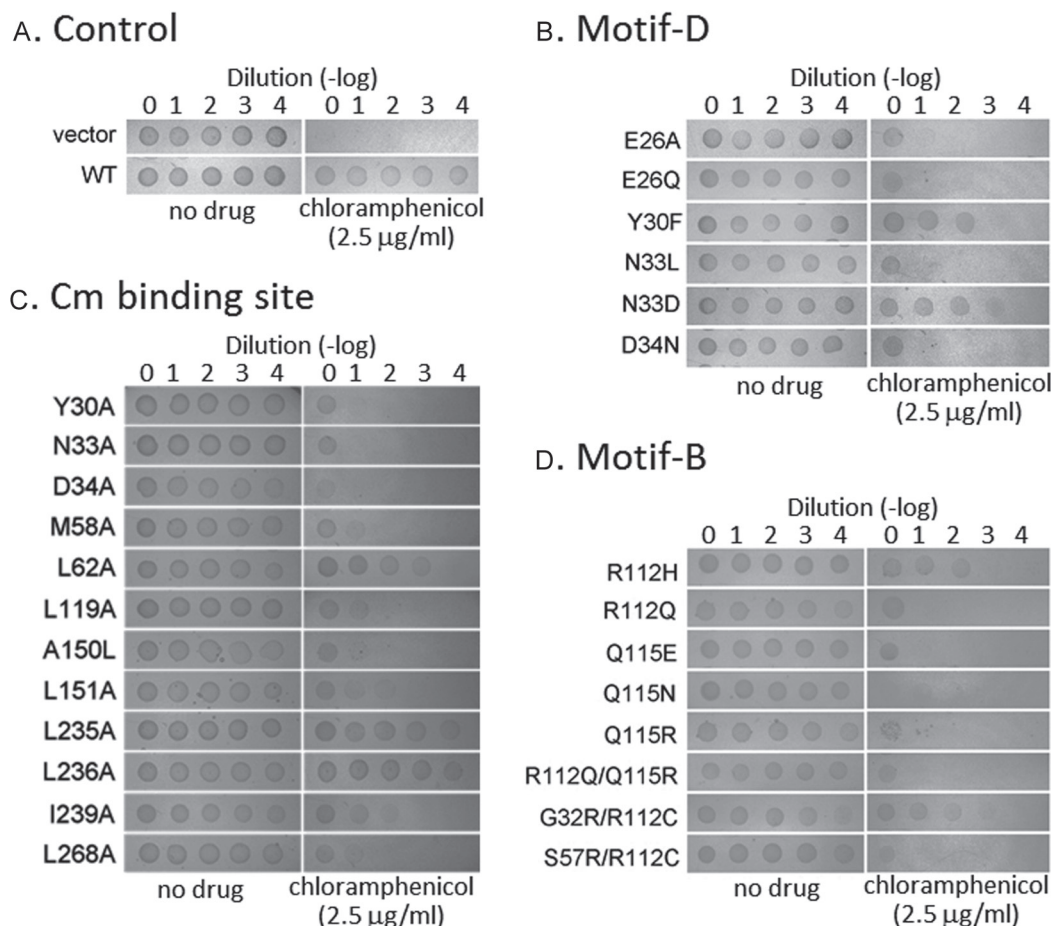 A. Control
Dilution (-log)
0 1 2 3 4 0 1 2 3 4
vector
WT
no drug
chloramphenicol
(2.5 μg/ml)
B. Motif-D
Dilution (-log)
0 1 2 3 4 0 1 2 3 4
E26A
E26Q
Y30F
N33L
N33D
D34N
no drug
chloramphenicol
(2.5 μg/ml)
C. Cm binding site
Dilution (-log)
0 1 2 3 4 0 1 2 3 4
Y30A
N33A
D34A
M58A
L62A
L119A
A150L
L151A
L235A
L236A
I239A
L268A
no drug
chloramphenicol
(2.5 μg/ml)
D. Motif-B
Dilution (-log)
0 1 2 3 4 0 1 2 3 4
R112H
R112Q
Q115E
Q115N
Q115R
R112Q/Q115R
G32R/R112C
S57R/R112C
no drug
chloramphenicol
(2.5 μg/ml)